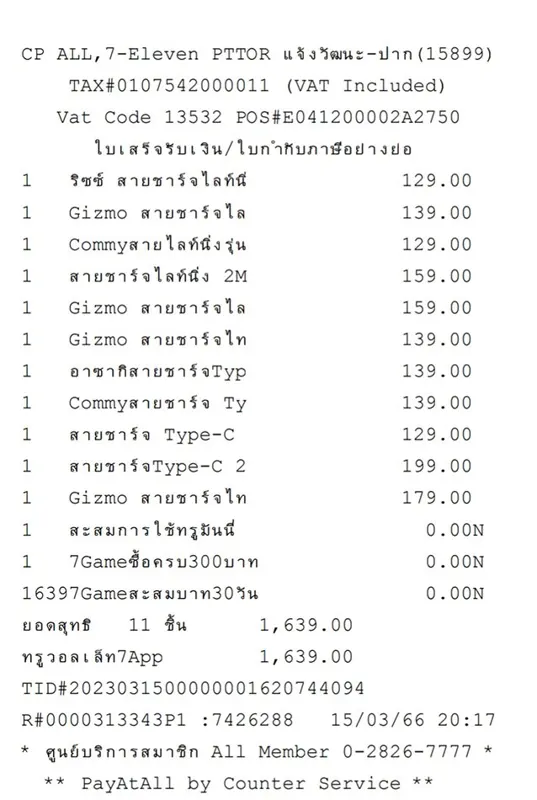 CP ALL,7-Eleven PTTOR แจ้งวัฒนะ-ปาก(15899)
TAX#0107542000011 (VAT Included)
Vat Code 13532 POS#E041200002A2750
ใบเสร็จรับเงิน/ใบกำกับภาษีอย่างย่อ
1 ริซซ์ สายชาร์จไลท์นิ่ 129.00
1 Gizmo สายชาร์จไล 139.00
1 Commyสายไลท์นิ่งรุ่น 129.00
1 สายชาร์จไลท์นิ่ง 2M 159.00
1 Gizmo สายชาร์จไล 159.00
1 Gizmo สายชาร์จไท 139.00
1 อาซากิสายชาร์จTyp 139.00
1 Commyสายชาร์จ Ty 139.00
1 สายชาร์จ Type-C 129.00
1 สายชาร์จType-C 2 199.00
1 Gizmo สายชาร์จไท 179.00
1 สะสมการใช้ทรูมันนี่ 0.00N
1 7Gameซื้อครบ300บาท 0.00N
16397Gameสะสมบาท30วัน 0.00N
ยอดสุทธิ 11 ชิ้น 1,639.00
ทรูวอลเล็ท7App 1,639.00
TID#2023031500000001620744094
R#0000313343P1 :7426288 15/03/66 20:17
* ศูนย์บริการสมาชิก All Member 0-2826-7777 *
** PayAtAll by Counter Service **